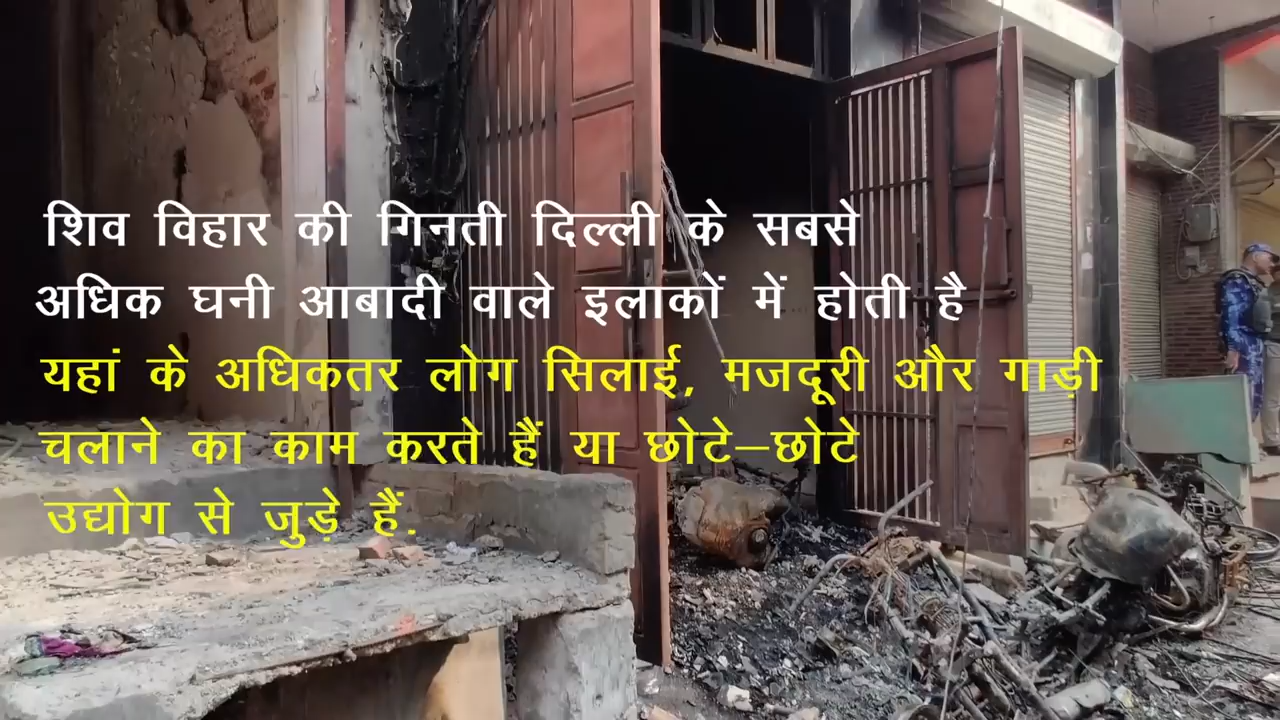 शिव विहार की गिनती दिल्ली के सबसे
अधिक घनी आबादी वाले इलाकों में होती है
यहां के अधिकतर लोग सिलाई, मजदूरी और गाड़ी
चलाने का काम करते हैं या छोटे–छोटे
उद्योग से जुड़े हैं.